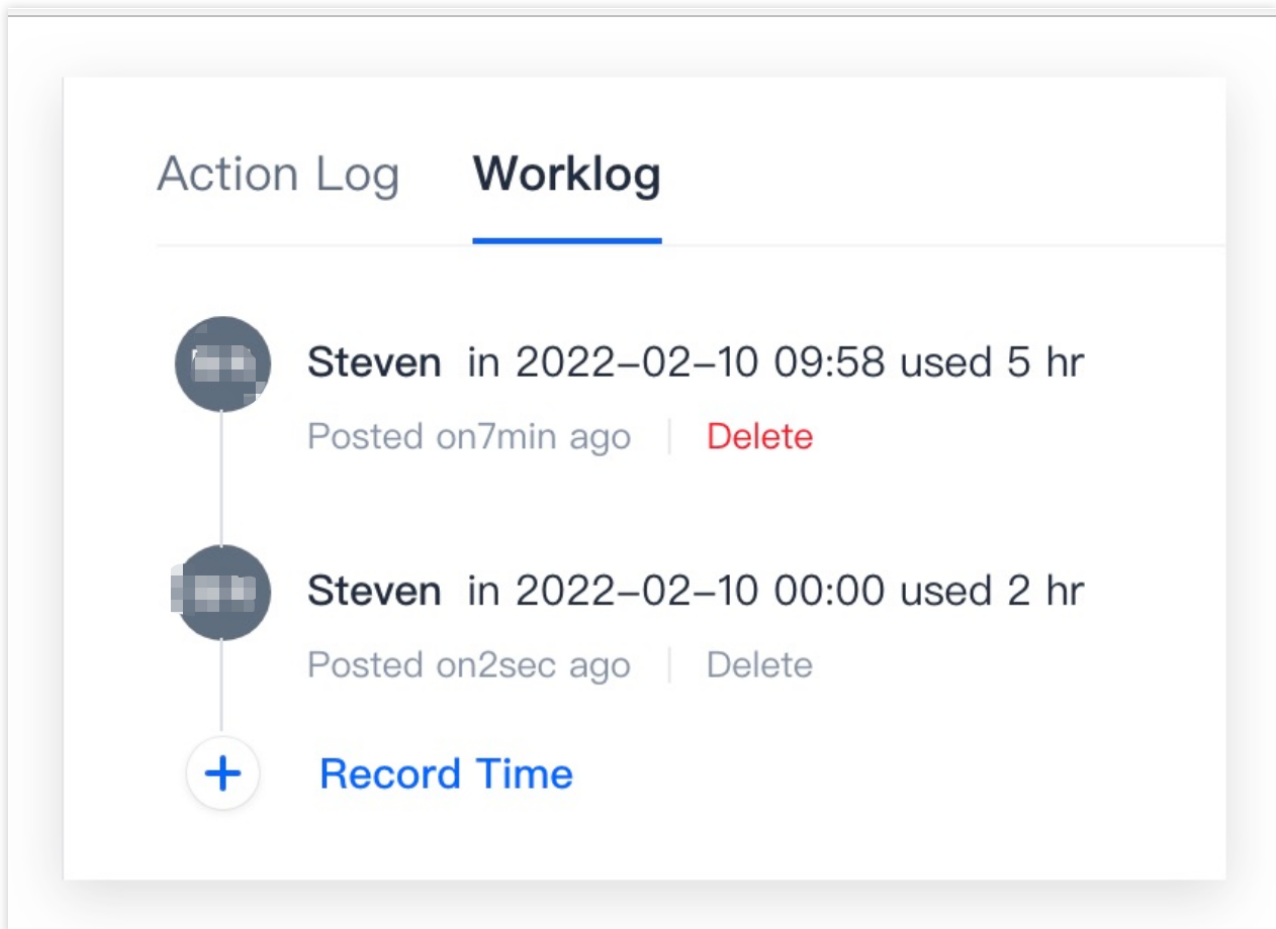 Action Log Worklog
Steven in 2022–02–10 09:58 used 5 hr
Posted on7min ago Delete
Steven in 2022–02–10 00:00 used 2 hr
Posted on2sec ago Delete
Record Time